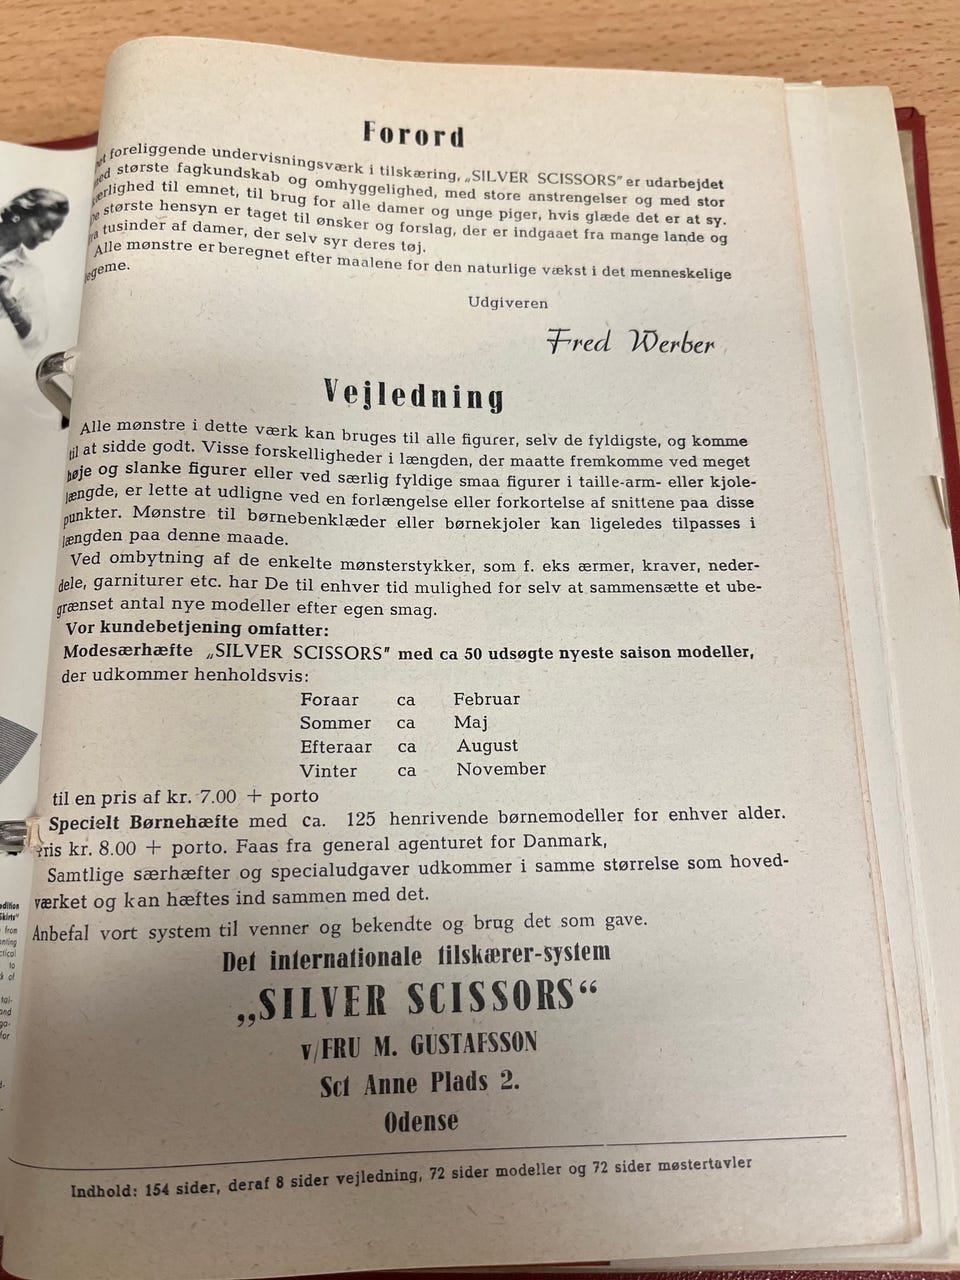 Forord
foreliggende undervisningsværk i tilskæring, „SILVER SCISSORS" er udarbejdet
største fagkundskab og omhyggelighed, med store anstrengelser og med stor
kærlighed til emnet, til brug for alle damer og unge piger, hvis glæde det er at sy.
De største hensyn er taget til ønsker og forslag, der er indgaaet fra mange lande og
fra tusinder af damer, der selv syr deres tøj.
Alle mønstre er beregnet efter maalene for den naturlige vækst i det menneskelige
legeme.
Udgiveren
Fred Werber
Vejledning
Alle mønstre i dette værk kan bruges til alle figurer, selv de fyldigste, og komme
til at sidde godt. Visse forskelligheder i længden, der maatte fremkomme ved meget
høje og slanke figurer eller ved særlig fyldige smaa figurer i taille-arm- eller kjole-
længde, er lette at udligne ved en forlængelse eller forkortelse af snittene paa disse
punkter. Mønstre til børnebenklæder eller børnekjoler kan ligeledes tilpasses i
længden paa denne maade.
Ved ombytning af de enkelte mønsterstykker, som f. eks ærmer, kraver, neder-
dele, garniturer etc. har De til enhver tid mulighed for selv at sammensætte et ube-
grænset antal nye modeller efter egen smag.
Vor kundebetjening omfatter:
Modesærhæfte „SILVER SCISSORS" med ca 50 udsøgte nyeste saison modeller,
der udkommer henholdsvis:
Foraar ca Februar
Sommer ca Maj
Efteraar ca August
Vinter ca November
til en pris af kr. 7.00 + porto
Specielt Børnehæfte med ca. 125 henrivende børnemodeller for enhver alder.
Pris kr. 8.00 + porto. Faas fra general agenturet for Danmark,
Samtlige særhæfter og specialudgaver udkommer i samme størrelse som hoved-
værket og kan hæftes ind sammen med det.
Anbefal vort system til venner og bekendte og brug det som gave.
Det internationale tilskærer-system
„SILVER SCISSORS“
v/FRU M. GUSTAFSSON
Sct Anne Plads 2.
Odense
Indhold: 154 sider, deraf 8 sider vejledning, 72 sider modeller og 72 sider møstertavler